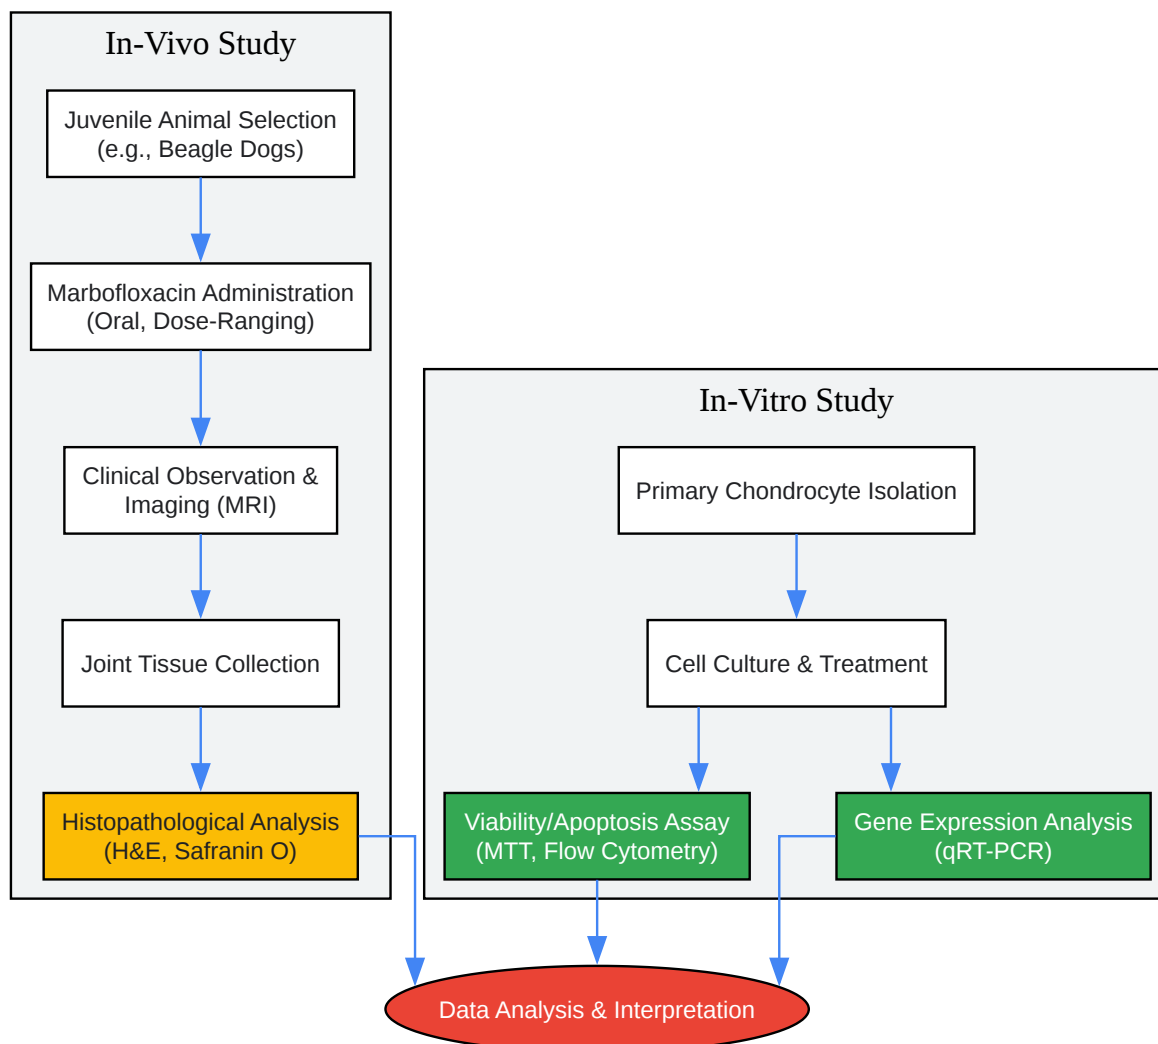 In-Vivo Study
Juvenile Animal Selection
(e.g., Beagle Dogs)
Marbofloxacin Administration
(Oral, Dose-Ranging)
Clinical Observation &
Imaging (MRI)
Joint Tissue Collection
Histopathological Analysis
(H&E, Safranin O)
In-Vitro Study
Primary Chondrocyte Isolation
Cell Culture & Treatment
Viability/Apoptosis Assay
(MTT, Flow Cytometry)
Gene Expression Analysis
(qRT-PCR)
Data Analysis & Interpretation